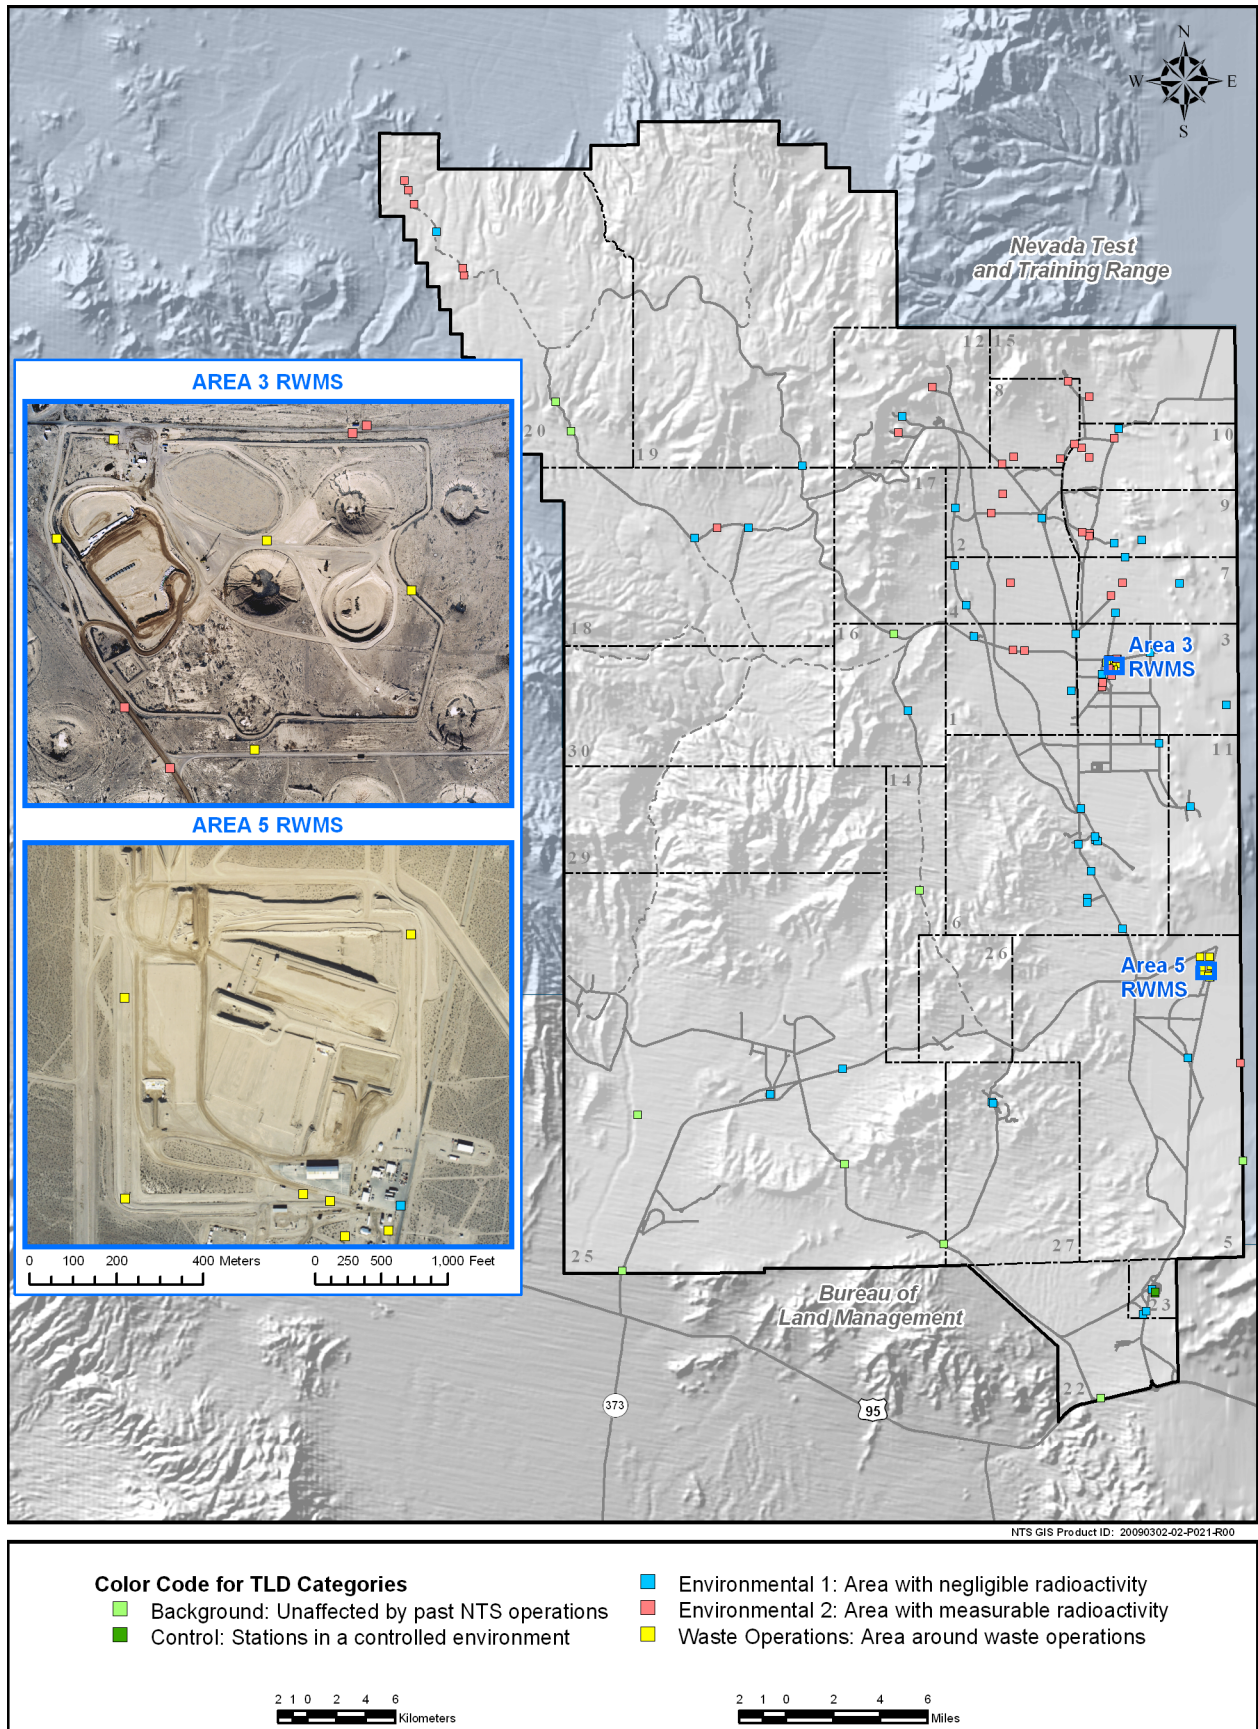 N
W E
S
Nevada Test
and Training Range
12 15
8
10
20
19
17
9
2
7
4
18
16
3
Area 3
RWMS
1
30
14
11
29
6
26
Area 5
RWMS
25
27
5
23
22
Bureau of
Land Management
373
95
AREA 3 RWMS
AREA 5 RWMS
0 100 200 400 Meters
0 250 500 1,000 Feet
NTS GIS Product ID: 20090302-02-P021-R00
Color Code for TLD Categories
Background: Unaffected by past NTS operations
Control: Stations in a controlled environment
Environmental 1: Area with negligible radioactivity
Environmental 2: Area with measurable radioactivity
Waste Operations: Area around waste operations
2 1 0 2 4 6
Kilometers
2 1 0 2 4 6
Miles